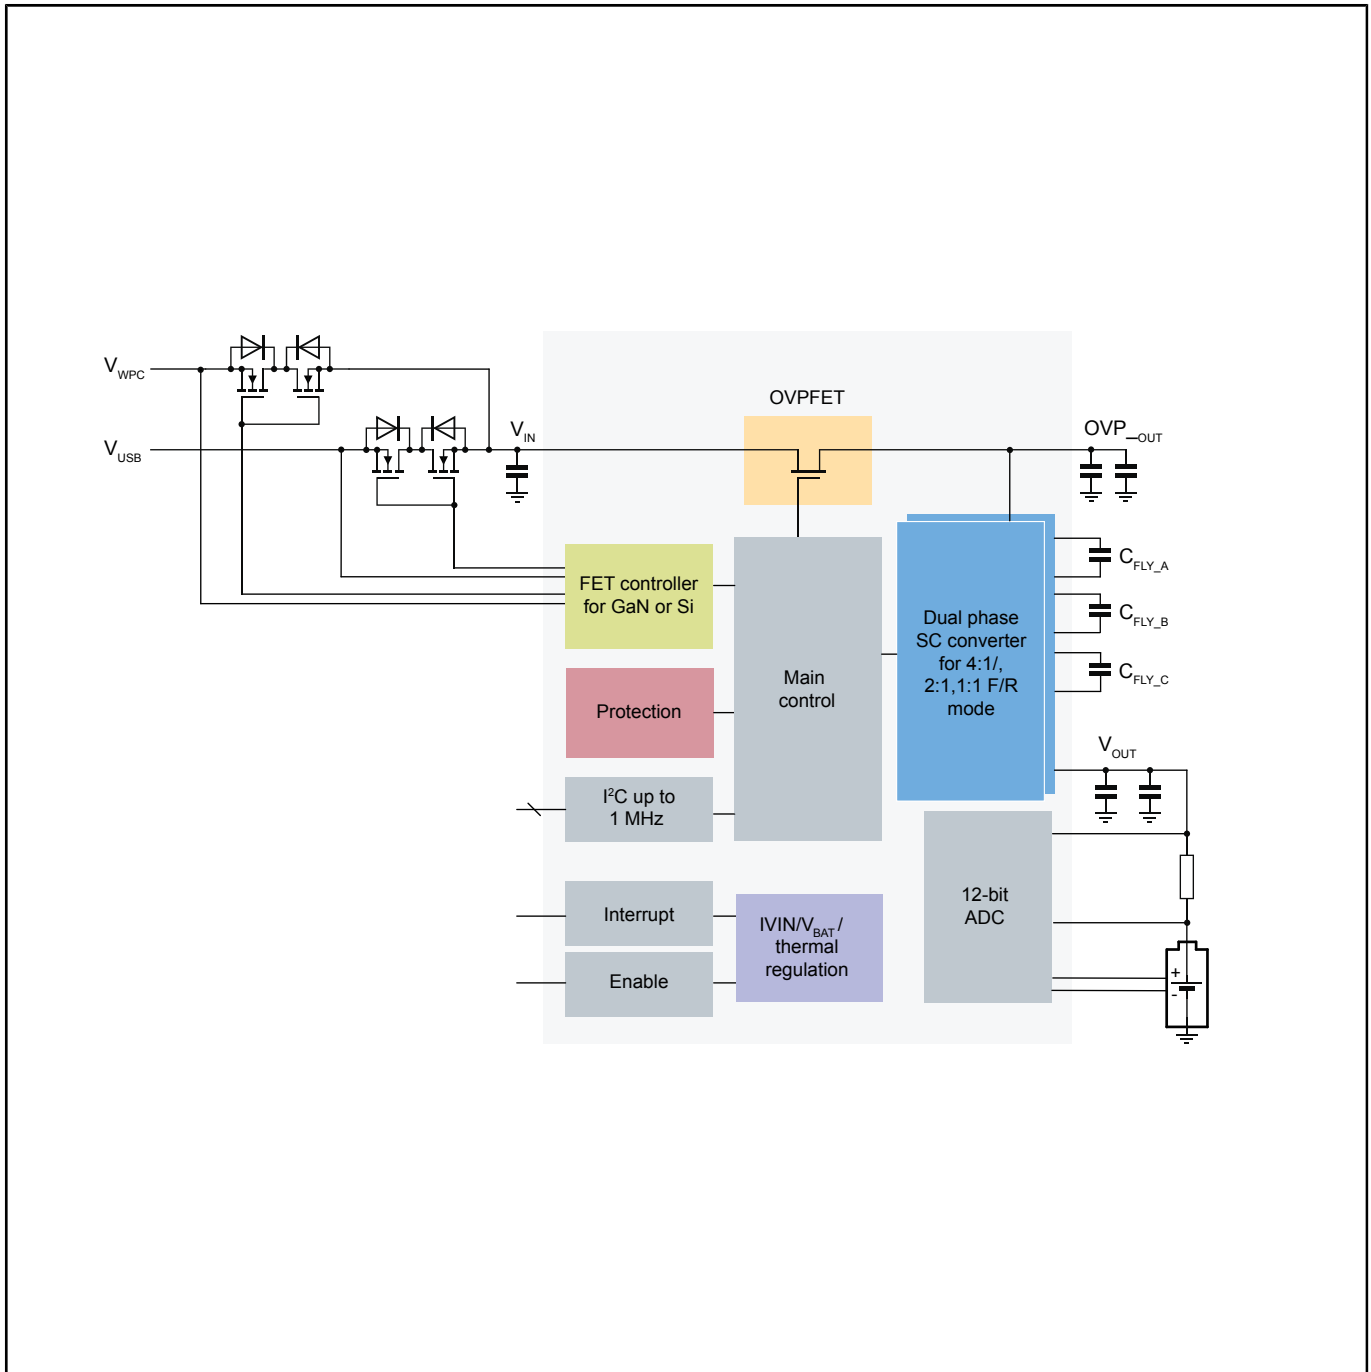 V_WPC
V_USB
V_IN
OVPFET
OVP_OUT
FET controller
for GaN or Si
Protection
I²C up to
1 MHz
Interrupt
Enable
Main
control
IVIN/V_BAT/
thermal
regulation
Dual phase
SC converter
for 4:1/,
2:1,1:1 F/R
mode
12-bit
ADC
C_FLY_A
C_FLY_B
C_FLY_C
V_OUT
+
-